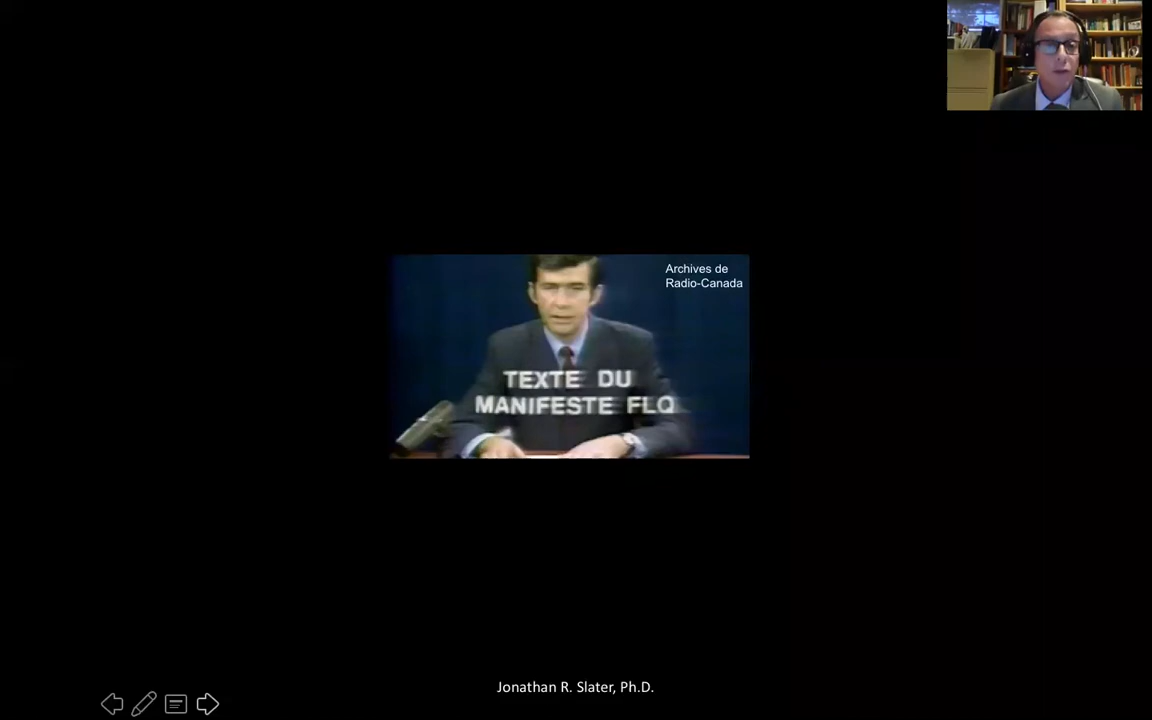 Archives de
Radio-Canada
TEXTE DU
MANIFESTE FLQ
Jonathan R. Slater, Ph.D.